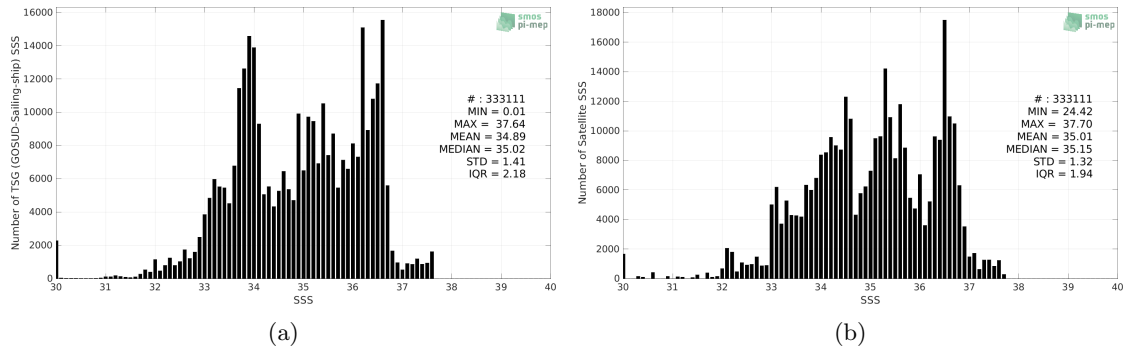 smos
pi-mep
Number of TSG (GOSUD-Sailing-ship) SSS
16000
14000
12000
10000
8000
6000
4000
2000
0
# : 333111
MIN = 0.01
MAX = 37.64
MEAN = 34.89
MEDIAN = 35.02
STD = 1.41
IQR = 2.18
30 31 32 33 34 35 36 37 38 39 40
SSS
(a)
smos
pi-mep
Number of Satellite SSS
18000
16000
14000
12000
10000
8000
6000
4000
2000
0
# : 333111
MIN = 24.42
MAX = 37.70
MEAN = 35.01
MEDIAN = 35.15
STD = 1.32
IQR = 1.94
30 31 32 33 34 35 36 37 38 39 40
SSS
(b)